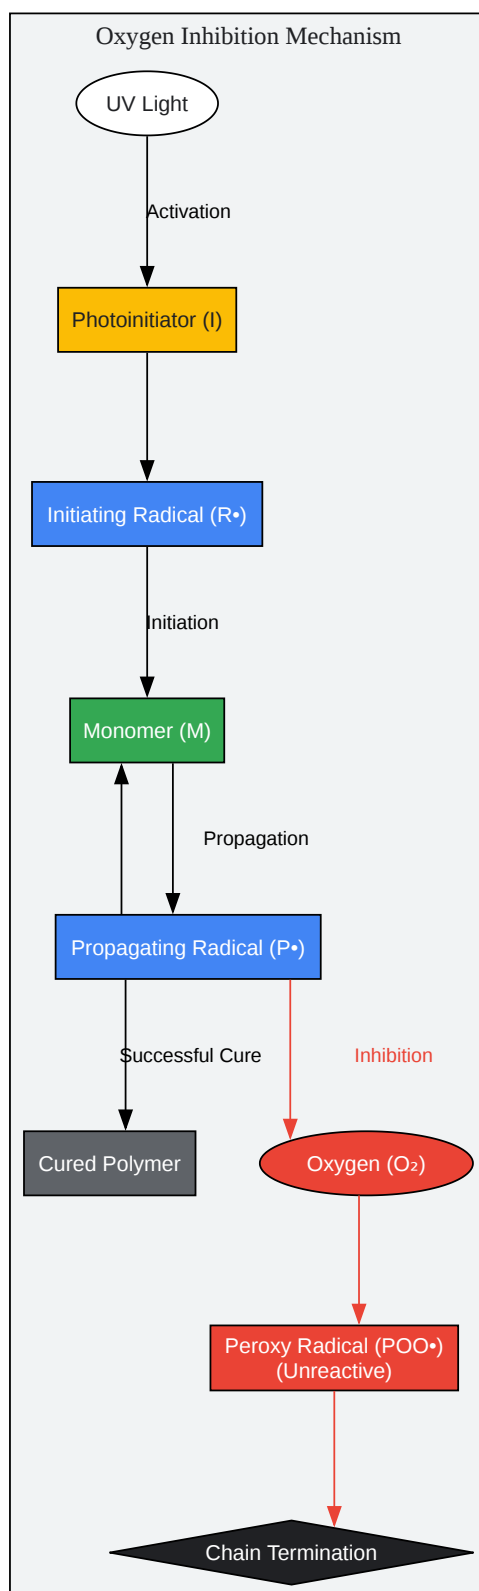 Oxygen Inhibition Mechanism
UV Light
Activation
Photoinitiator (I)
Initiating Radical (R•)
Initiation
Monomer (M)
Propagation
Propagating Radical (P•)
Successful Cure
Inhibition
Cured Polymer
Oxygen (O₂)
Peroxy Radical (POO•)
(Unreactive)
Chain Termination